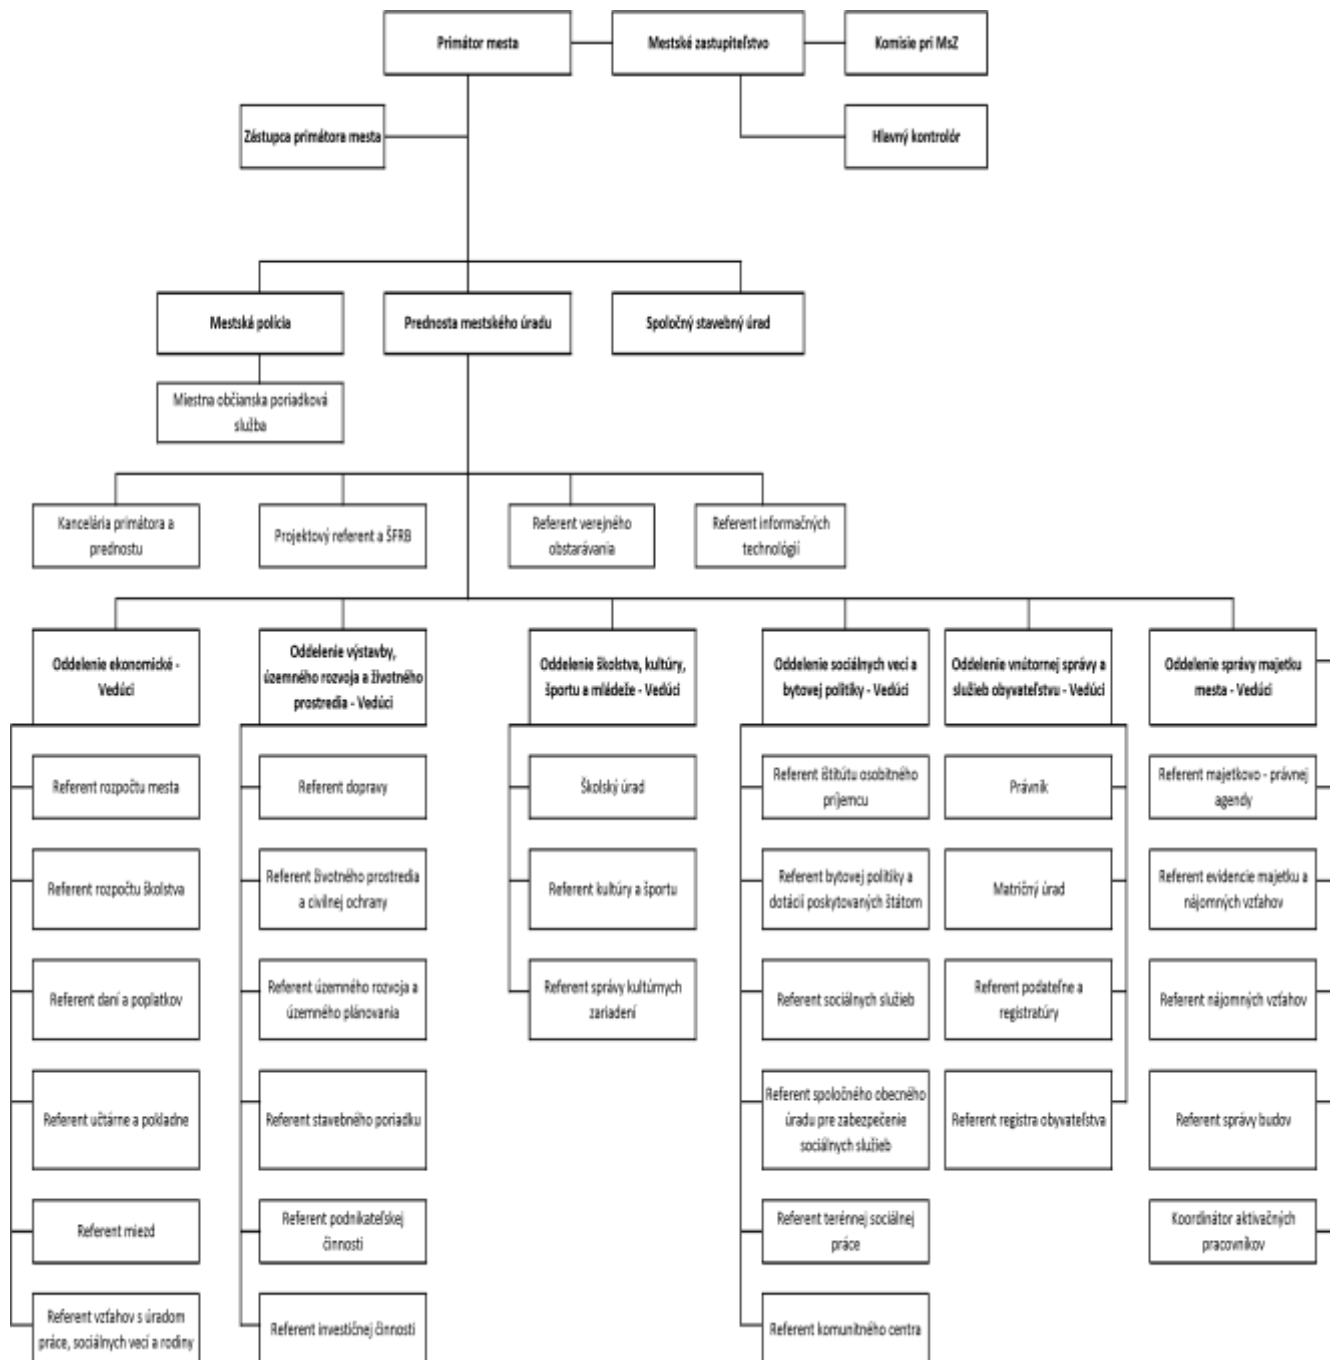 Primátor mesta
Mestské zastupiteľstvo
Komisie pri MsZ
Zástupca primátora mesta
Hlavný kontrolór
Mestská polícia
Prednosta mestského úradu
Spoločný stavebný úrad
Miestna občianska poriadková
služba
Kancelária primátora a
prednostu
Projektový referent a ŠFRB
Referent verejného
obstarávania
Referent informačných
technológií
Oddelenie ekonomické -
Vedúci
Oddelenie výstavby,
územného rozvoja a životného
prostredia - Vedúci
Oddelenie školstva, kultúry,
športu a mládeže - Vedúci
Oddelenie sociálnych vecí a
bytovej politiky - Vedúci
Oddelenie vnútornej správy a
služieb obyvateľstvu - Vedúci
Oddelenie správy majetku
mesta - Vedúci
Referent rozpočtu mesta
Referent dopravy
Školský úrad
Referent ištitútu osobitného
príjemcu
Právnik
Referent majetkovo - právnej
agendy
Referent rozpočtu školstva
Referent životného prostredia
a civilnej ochrany
Referent kultúry a športu
Referent bytovej politiky a
dotácií poskytovaných štátom
Matričný úrad
Referent evidencie majetku a
nájomných vzťahov
Referent daní a poplatkov
Referent územného rozvoja a
územného plánovania
Referent správy kultúrnych
zariadení
Referent sociálnych služieb
Referent podateľne a
registratúry
Referent nájomných vzťahov
Referent učtárne a pokladne
Referent stavebného poriadku
Referent spoločného obecného
úradu pre zabezpečenie
sociálnych služieb
Referent registra obyvateľstva
Referent správy budov
Referent miezd
Referent podnikateľskej
činnosti
Referent terénnej sociálnej
práce
Koordinátor aktivačných
pracovníkov
Referent vzťahov s úradom
práce, sociálnych vecí a rodiny
Referent investičnej činnosti
Referent komunitného centra